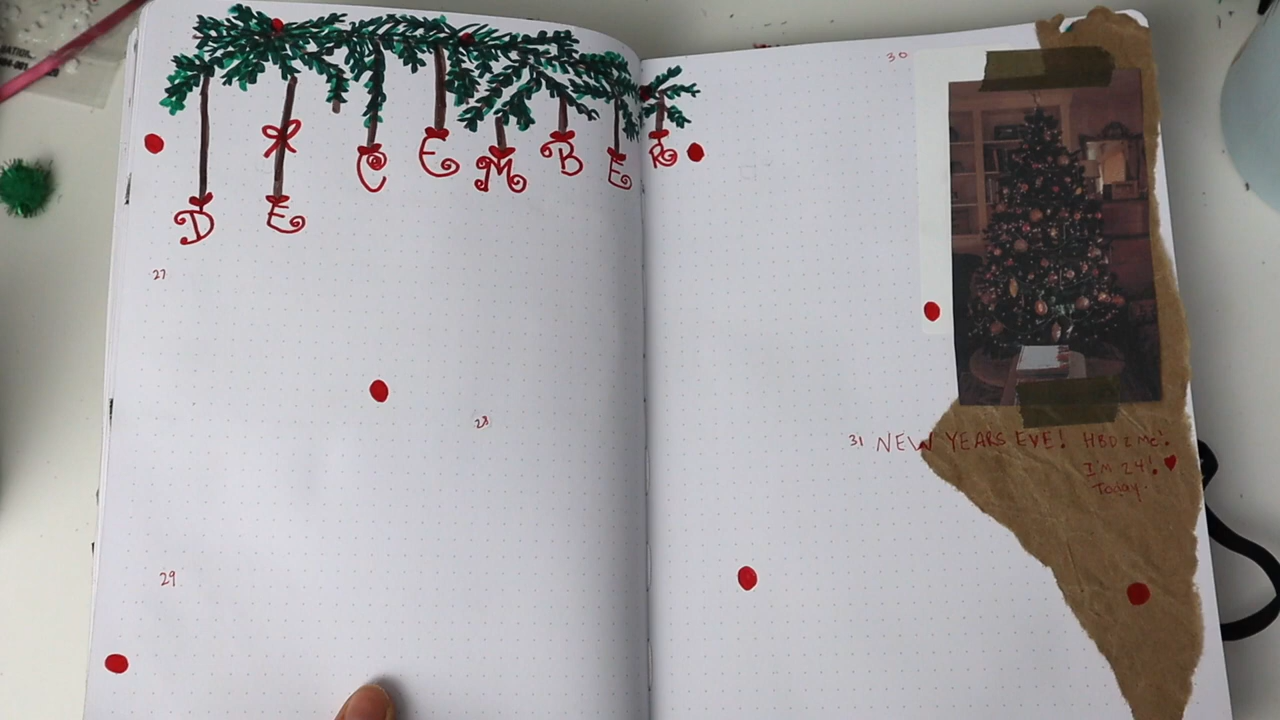 DECEMBER
27
28
29
30
31 NEW YEARS EVE! HBD 2 Me!
I'M 24! ♥
Today.